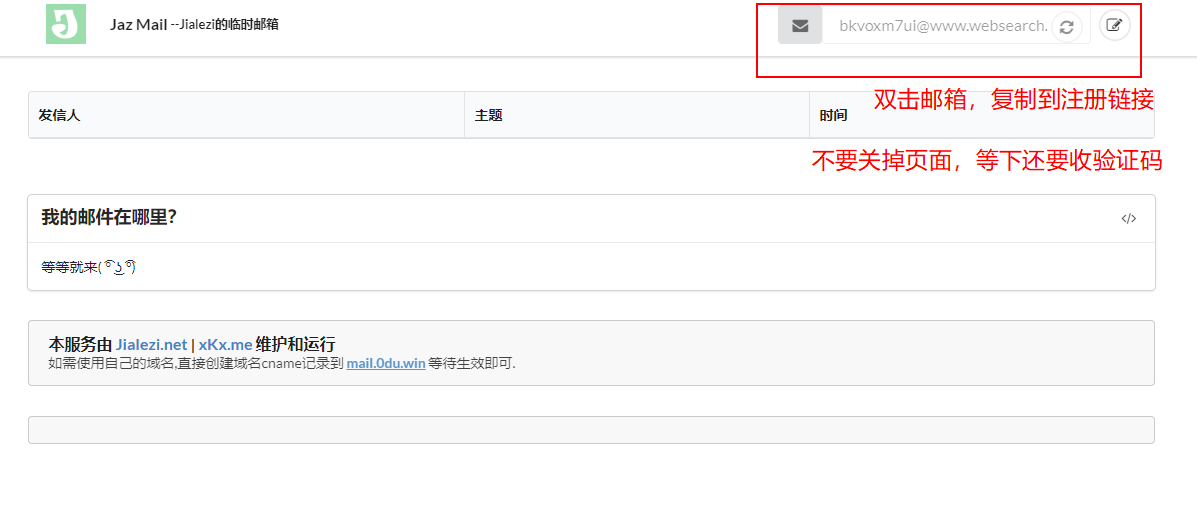 Jaz Mail --Jialezi的临时邮箱
bkvoxm7ui@www.websearch.
双击邮箱，复制到注册链接
发信人 主题 时间
不要关掉页面，等下还要收验证码
我的邮件在哪里?
</>
等等就来( ͡° ͜ʖ ͡°)
本服务由 Jialezi.net | xKx.me 维护和运行
如需使用自己的域名,直接创建域名cname记录到 mail.0du.win 等待生效即可.